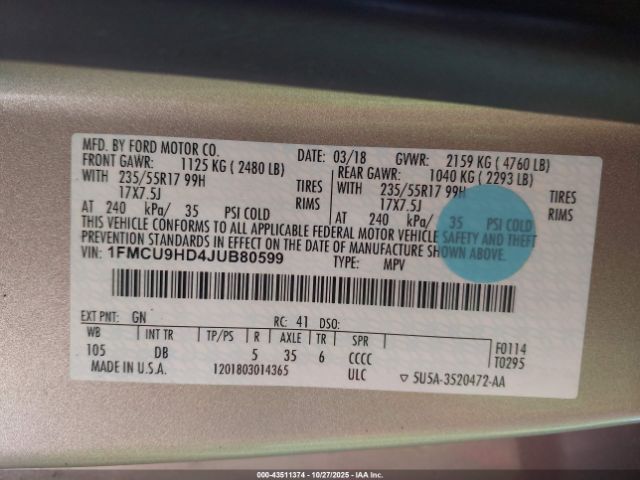 MFD. BY FORD MOTOR CO.
DATE: 03/18 GVWR: 2159 KG ( 4760 LB)
FRONT GAWR: 1125 KG ( 2480 LB)
REAR GAWR: 1040 KG ( 2293 LB)
WITH 235/55R17 99H TIRES
WITH 235/55R17 99H TIRES
17X7.5J RIMS
17X7.5J RIMS
AT 240 kPa/ 35 PSI COLD
AT 240 kPa/ 35 PSI COLD
THIS VEHICLE CONFORMS TO ALL APPLICABLE FEDERAL MOTOR VEHICLE SAFETY AND THEFT
PREVENTION STANDARDS IN EFFECT ON THE DATE OF MANUFACTURE SHOWN ABOVE.
VIN: 1FMCU9HD4JUB80599
TYPE: MPV
EXT PNT: GN RC: 41 DSO:
WB INT TR TP/PS R AXLE TR SPR
105 DB 5 35 6 CCCC
F0114
T0295
MADE IN U.S.A. 1201803014365 ULC
▽ 5U5A-3520472-AA
000-43511374 | 10/27/2025 | © IAA, INC.